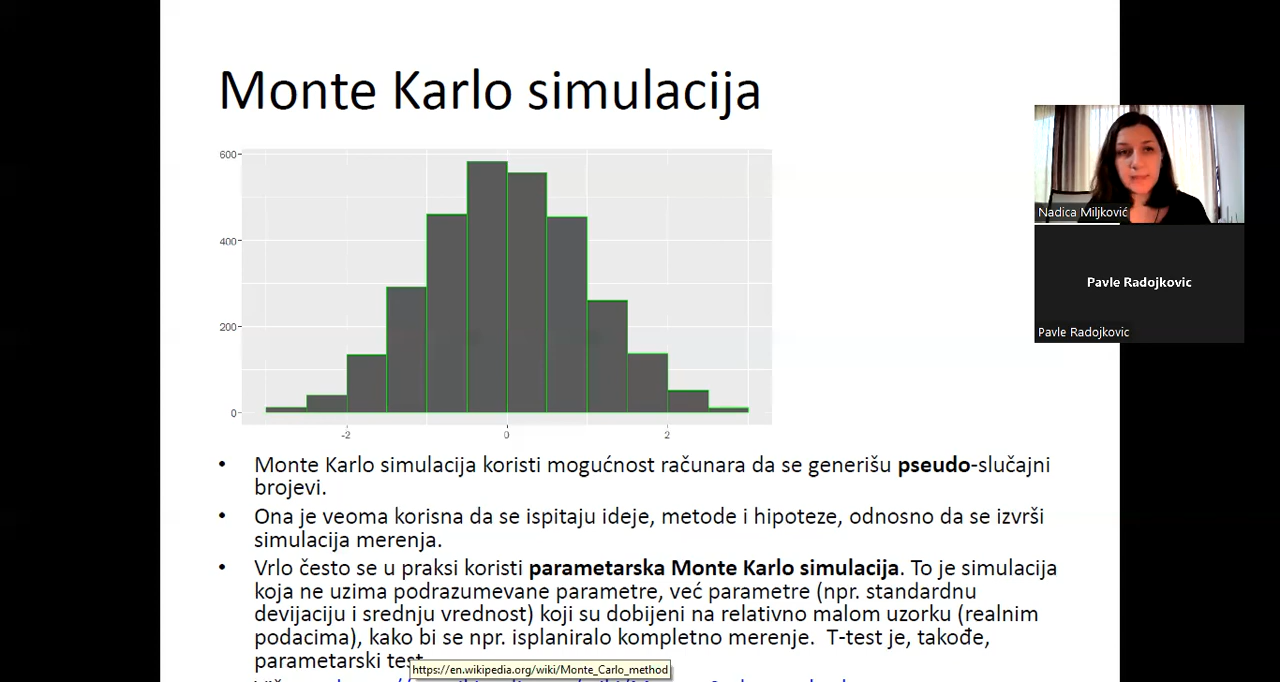 Monte Karlo simulacija
600
400
200
0
-2
0
2
• Monte Karlo simulacija koristi mogućnost računara da se generišu pseudo-slučajni
brojevi.
• Ona je veoma korisna da se ispitaju ideje, metode i hipoteze, odnosno da se izvrši
simulacija merenja.
• Vrlo često se u praksi koristi parametarska Monte Karlo simulacija. To je simulacija
koja ne uzima podrazumevane parametre, već parametre (npr. standardnu
devijaciju i srednju vrednost) koji su dobijeni na relativno malom uzorku (realnim
podacima), kako bi se npr. isplaniralo kompletno merenje. T-test je, takođe,
parametarski test.
https://en.wikipedia.org/wiki/Monte_Carlo_method
Nadica Miljković
Pavle Radojkovic
Pavle Radojkovic